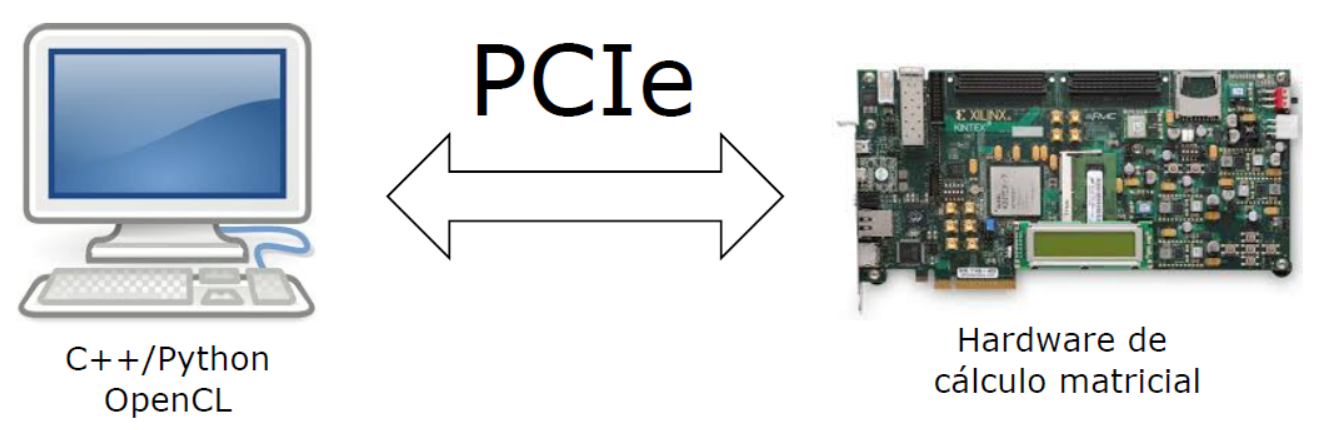 PCIe
XILINX
KINTEX
C++/Python
OpenCL
Hardware de
cálculo matricial